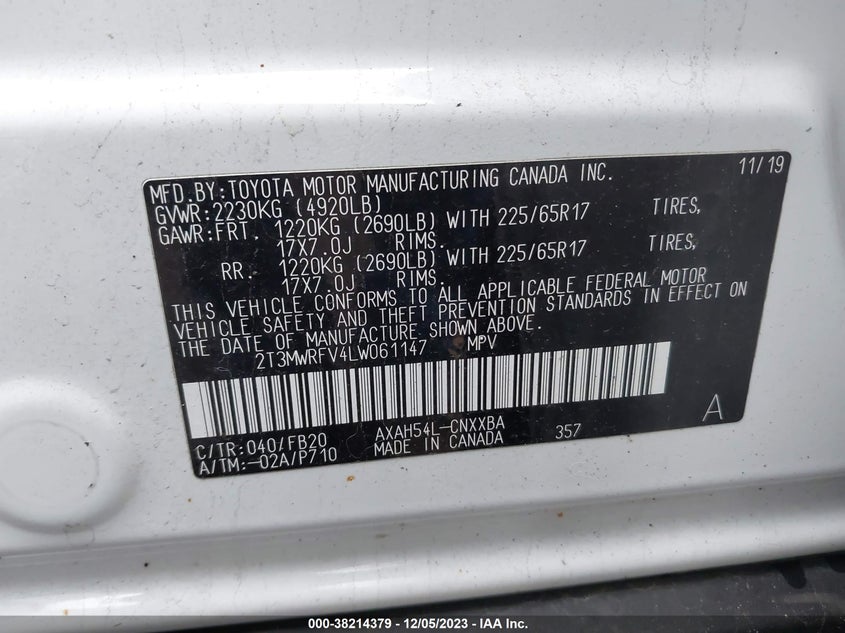 11/19
MFD.BY:TOYOTA MOTOR MANUFACTURING CANADA INC.
GVWR:2230KG (4920LB)
GAWR:FRT. 1220KG (2690LB) WITH 225/65R17 TIRES,
17X7.0J RIMS.
RR. 1220KG (2690LB) WITH 225/65R17 TIRES,
17X7.0J RIMS.
THIS VEHICLE CONFORMS TO ALL APPLICABLE FEDERAL MOTOR
VEHICLE SAFETY AND THEFT PREVENTION STANDARDS IN EFFECT ON
THE DATE OF MANUFACTURE SHOWN ABOVE.
2T3MWRFV4LW061147 MPV
C/TR:040/FB20 AXAH54L-CNXXBA 357 A
A/TM:-02A/P710 MADE IN CANADA
000-38214379 - 12/05/2023 - IAA Inc.